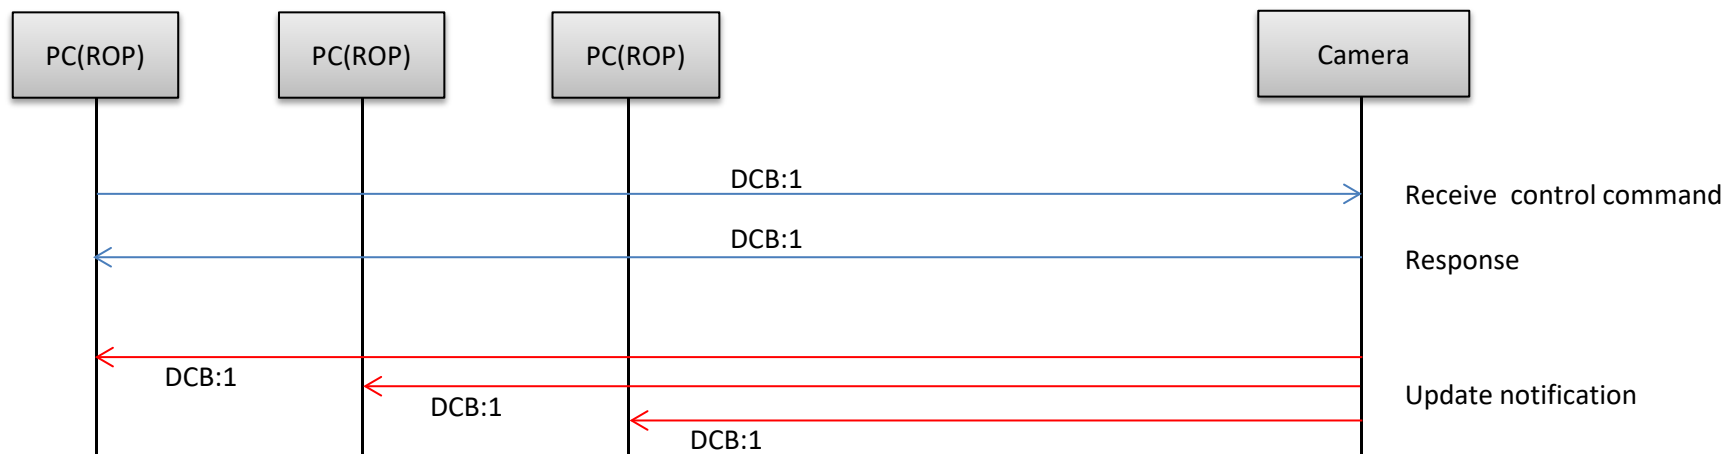 PC(ROP)
PC(ROP)
PC(ROP)
Camera
DCB:1
Receive  control command
DCB:1
Response
DCB:1
DCB:1
Update notification
DCB:1